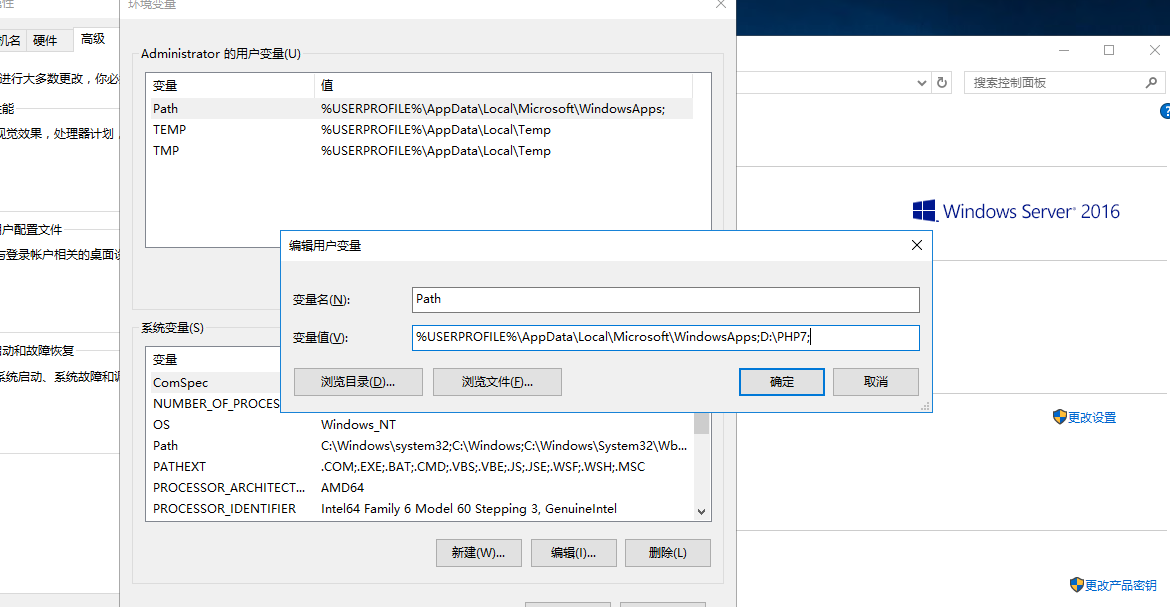 环境变量
机名
硬件
高级
进行大多数更改，你必
能
视觉效果，处理器计划，
用户配置文件
与登录帐户相关的桌面设
启动和故障恢复
系统启动、系统故障和调
Administrator 的用户变量(U)
变量
值
Path
%USERPROFILE%\AppData\Local\Microsoft\WindowsApps;
TEMP
%USERPROFILE%\AppData\Local\Temp
TMP
%USERPROFILE%\AppData\Local\Temp
编辑用户变量
变量名(N):
Path
变量值(V):
%USERPROFILE%\AppData\Local\Microsoft\WindowsApps;D:\PHP7;
浏览目录(D)...
浏览文件(F)...
确定
取消
系统变量(S)
变量
ComSpec
NUMBER_OF_PROCES
OS
Windows_NT
Path
C:\Windows\system32;C:\Windows;C:\Windows\System32\Wb...
PATHEXT
.COM;.EXE;.BAT;.CMD;.VBS;.VBE;.JS;.JSE;.WSF;.WSH;.MSC
PROCESSOR_ARCHITECT...
AMD64
PROCESSOR_IDENTIFIER
Intel64 Family 6 Model 60 Stepping 3, GenuineIntel
新建(W)...
编辑(I)...
删除(L)
搜索控制面板
Windows Server® 2016
更改设置
更改产品密钥